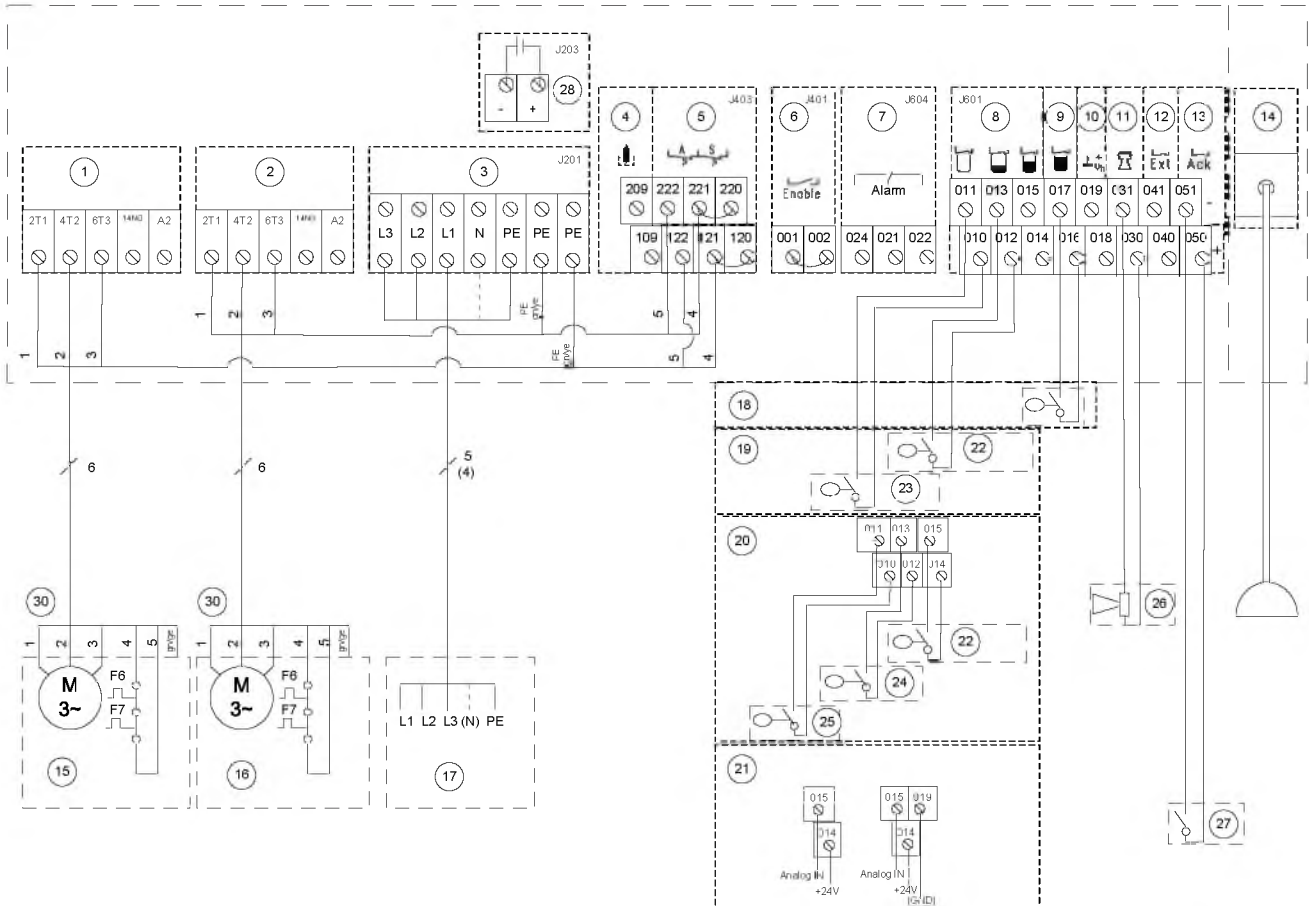 J203
- + 28
4 5 J403
6 J401
7 J604
J601 8 9 10 11 12 13
14
1
2
3 J201
A S
Enable
Alarm
+ Uh
Ext
Ack
2T1 4T2 6T3 14NO A2
2T1 4T2 6T3 A2
L3 L2 L1 N PE PE PE
209 222 221 220
109 122 121 120
001 002
024 021 022
011 013 015 017 019 031 041 051 -
010 012 014 016 018 030 040 050 +
1 2 3
1 2 3
PE gn/ye
PE gn/ye
5 4
5 4
18
19
22
23
6
6
5
(4)
20
011 013 015
010 012 014
22
24
25
26
30
30
1 2 3 4 5 gn/ge
1 2 3 4 5 gn/ge
M
3~
F6
F7
M
3~
F6
F7
15
16
L1 L2 L3 (N) PE
17
21
015
014
Analog IN
+24V
015 019
014
Analog IN
+24V
(GND)
27